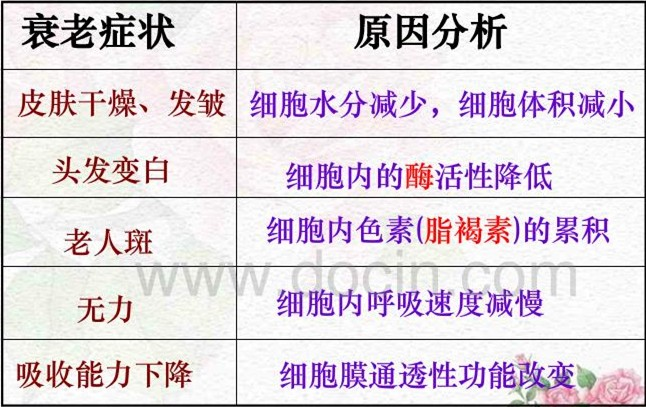 衰老症状 原因分析
皮肤干燥、发皱 细胞水分减少，细胞体积减小
头发变白 细胞内的酶活性降低
老人斑 细胞内色素(脂褐素)的累积
www.docin.com
无力 细胞内呼吸速度减慢
吸收能力下降 细胞膜通透性功能改变